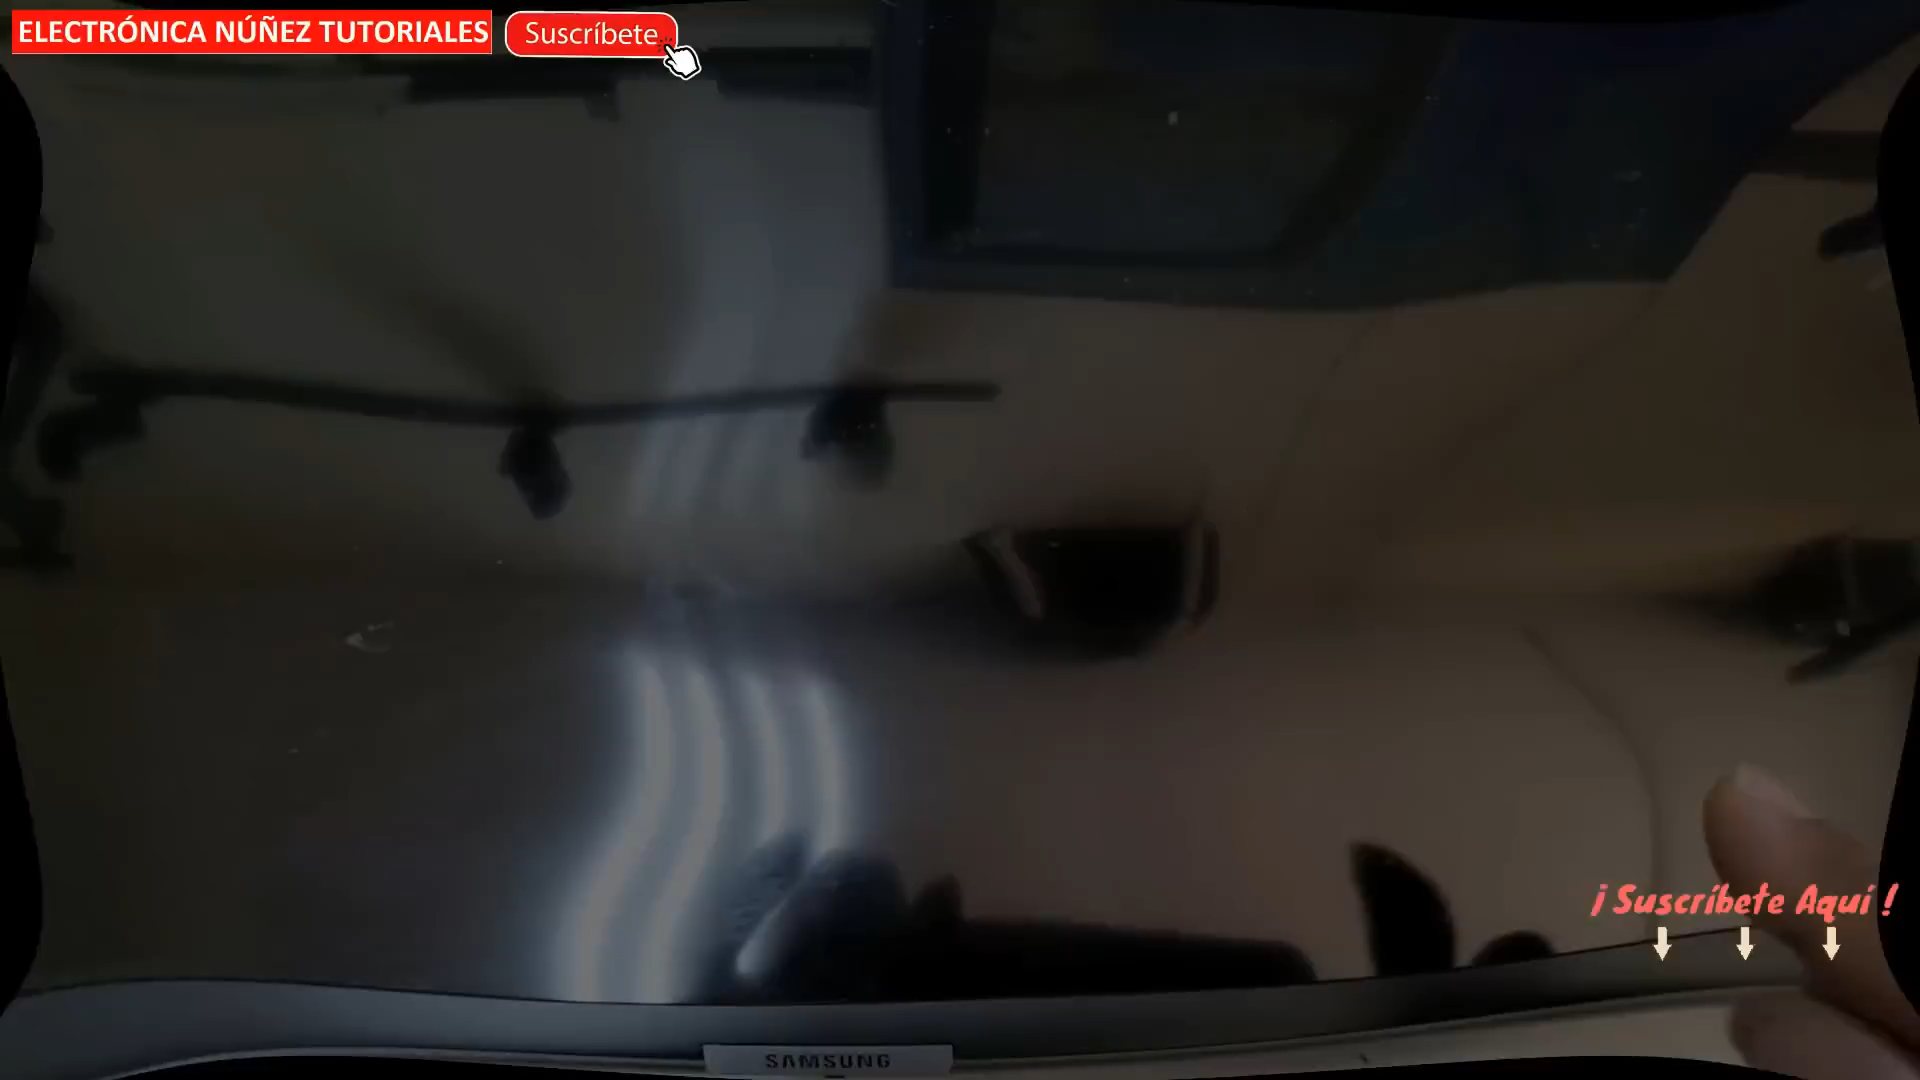 ELECTRÓNICA NÚÑEZ TUTORIALES
Suscríbete
¡ Suscríbete Aquí !
SAMSUNG